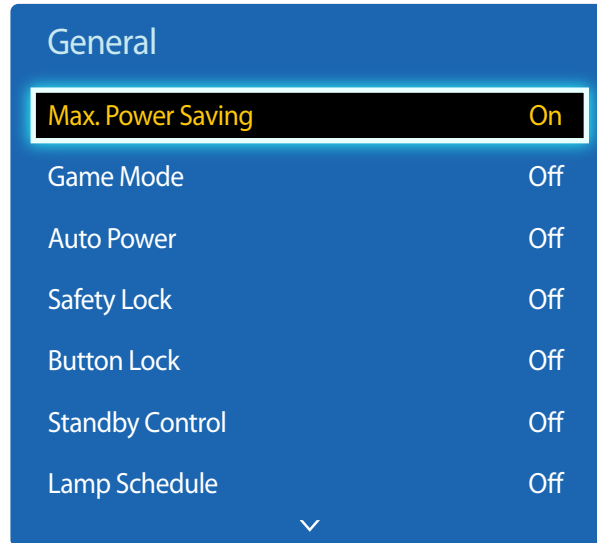 General
Max. Power Saving On
Game Mode Off
Auto Power Off
Safety Lock Off
Button Lock Off
Standby Control Off
Lamp Schedule Off